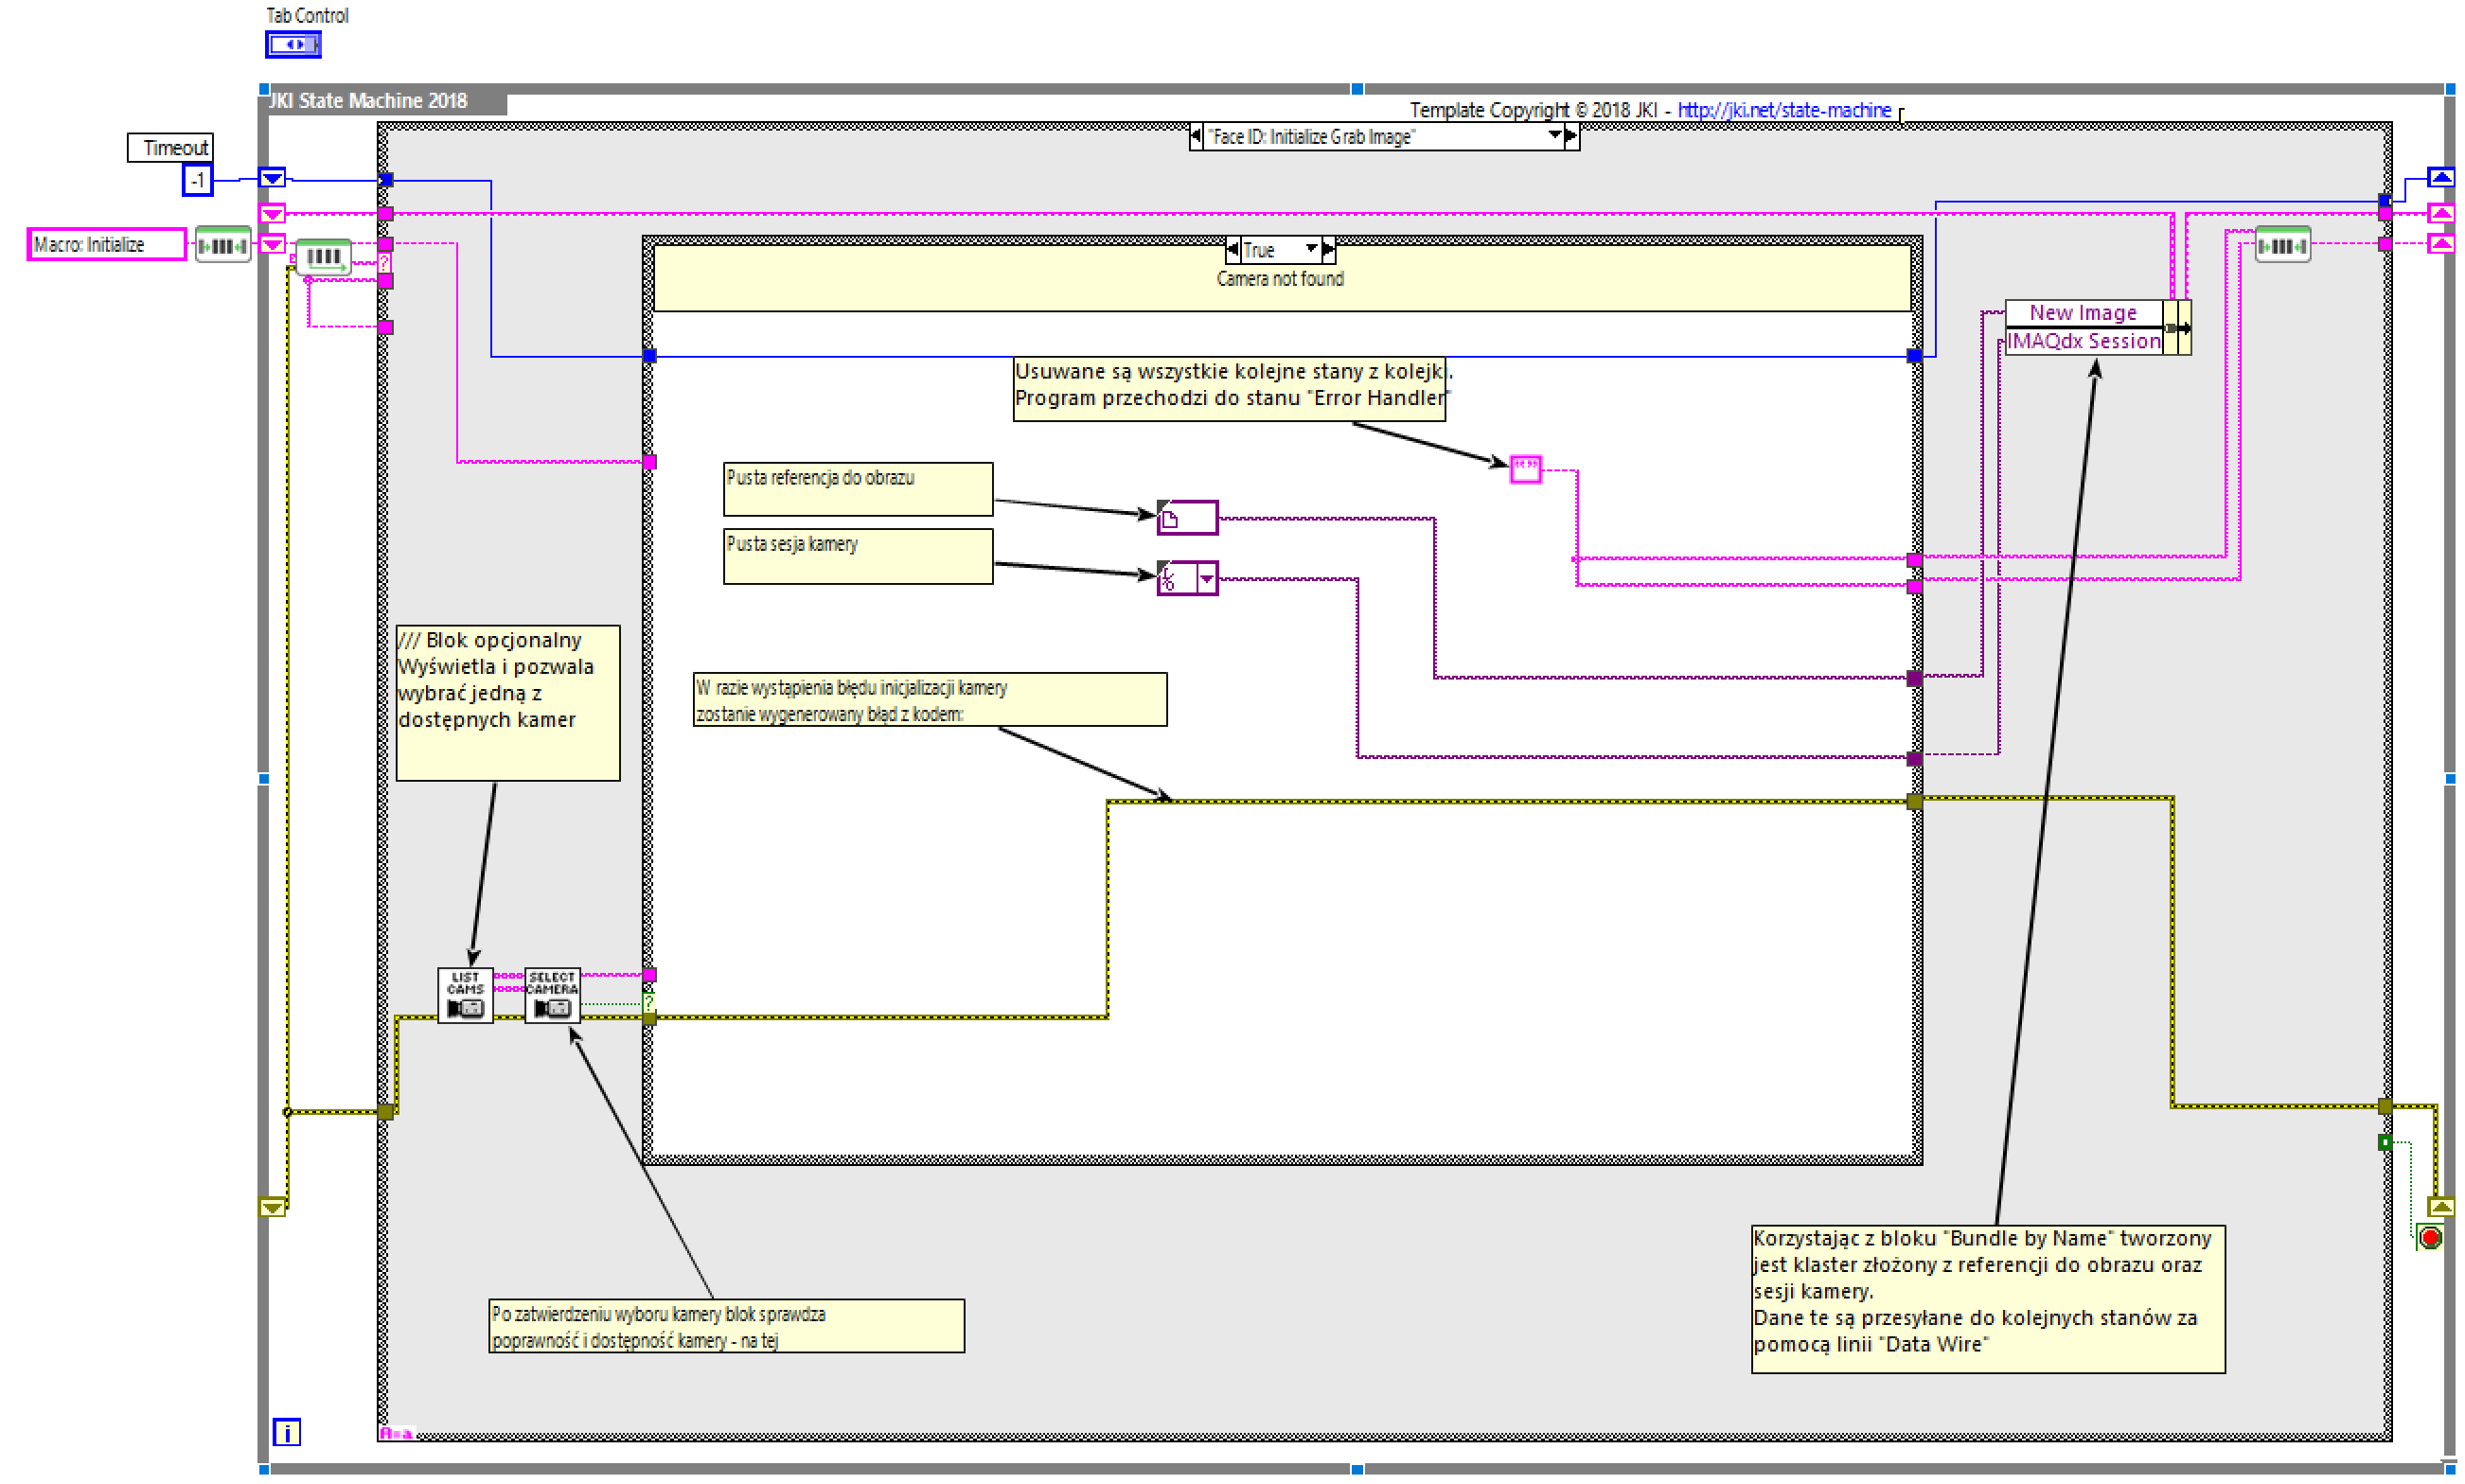 Tab Control
JKI State Machine 2018
Template Copyright © 2018 JKI - http://jki.net/state-machine
"Face ID: Initialize Grab Image"
Timeout
-1
Macro: Initialize
True
Camera not found
New Image
IMAQdx Session
Usuwane są wszystkie kolejne stany z kolejki.
Program przechodzi do stanu "Error Handler"
Pusta referencja do obrazu
Pusta sesja kamery
/// Blok opcjonalny
Wyświetla i pozwala
wybrać jedną z
dostępnych kamer
W razie wystąpienia błędu inicjalizacji kamery
zostanie wygenerowany błąd z kodem:
LIST
CAMS
SELECT
CAMERA
?
?
Korzystając z bloku "Bundle by Name" tworzony
jest klaster złożony z referencji do obrazu oraz
sesji kamery.
Dane te są przesyłane do kolejnych stanów za
pomocą linii "Data Wire"
Po zatwierdzeniu wyboru kamery blok sprawdza
poprawność i dostępność kamery - na tej
i
A=a